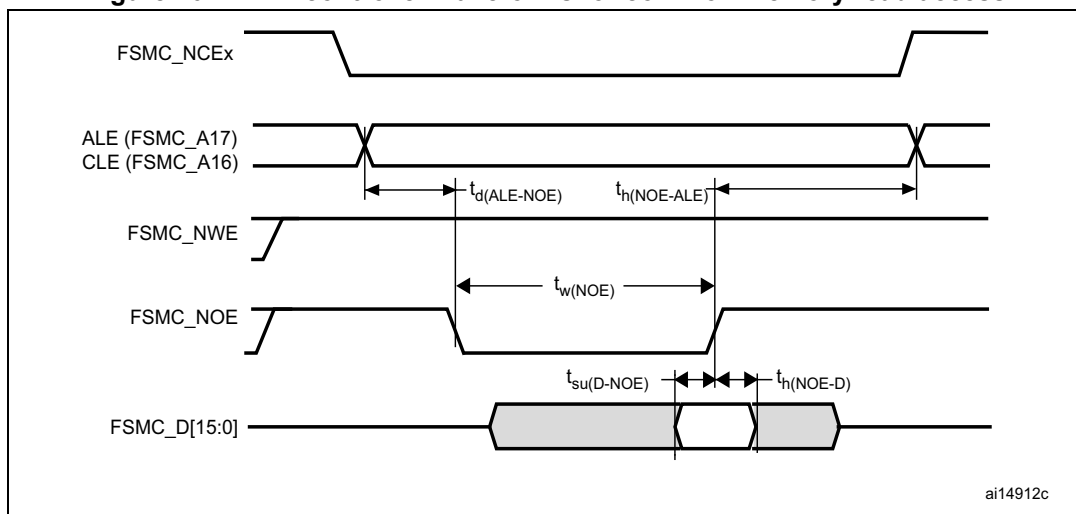 FSMC_NCEx
ALE (FSMC_A17)
CLE (FSMC_A16)
td(ALE-NOE)
th(NOE-ALE)
FSMC_NWE
tw(NOE)
FSMC_NOE
tsu(D-NOE)
th(NOE-D)
FSMC_D[15:0]
ai14912c